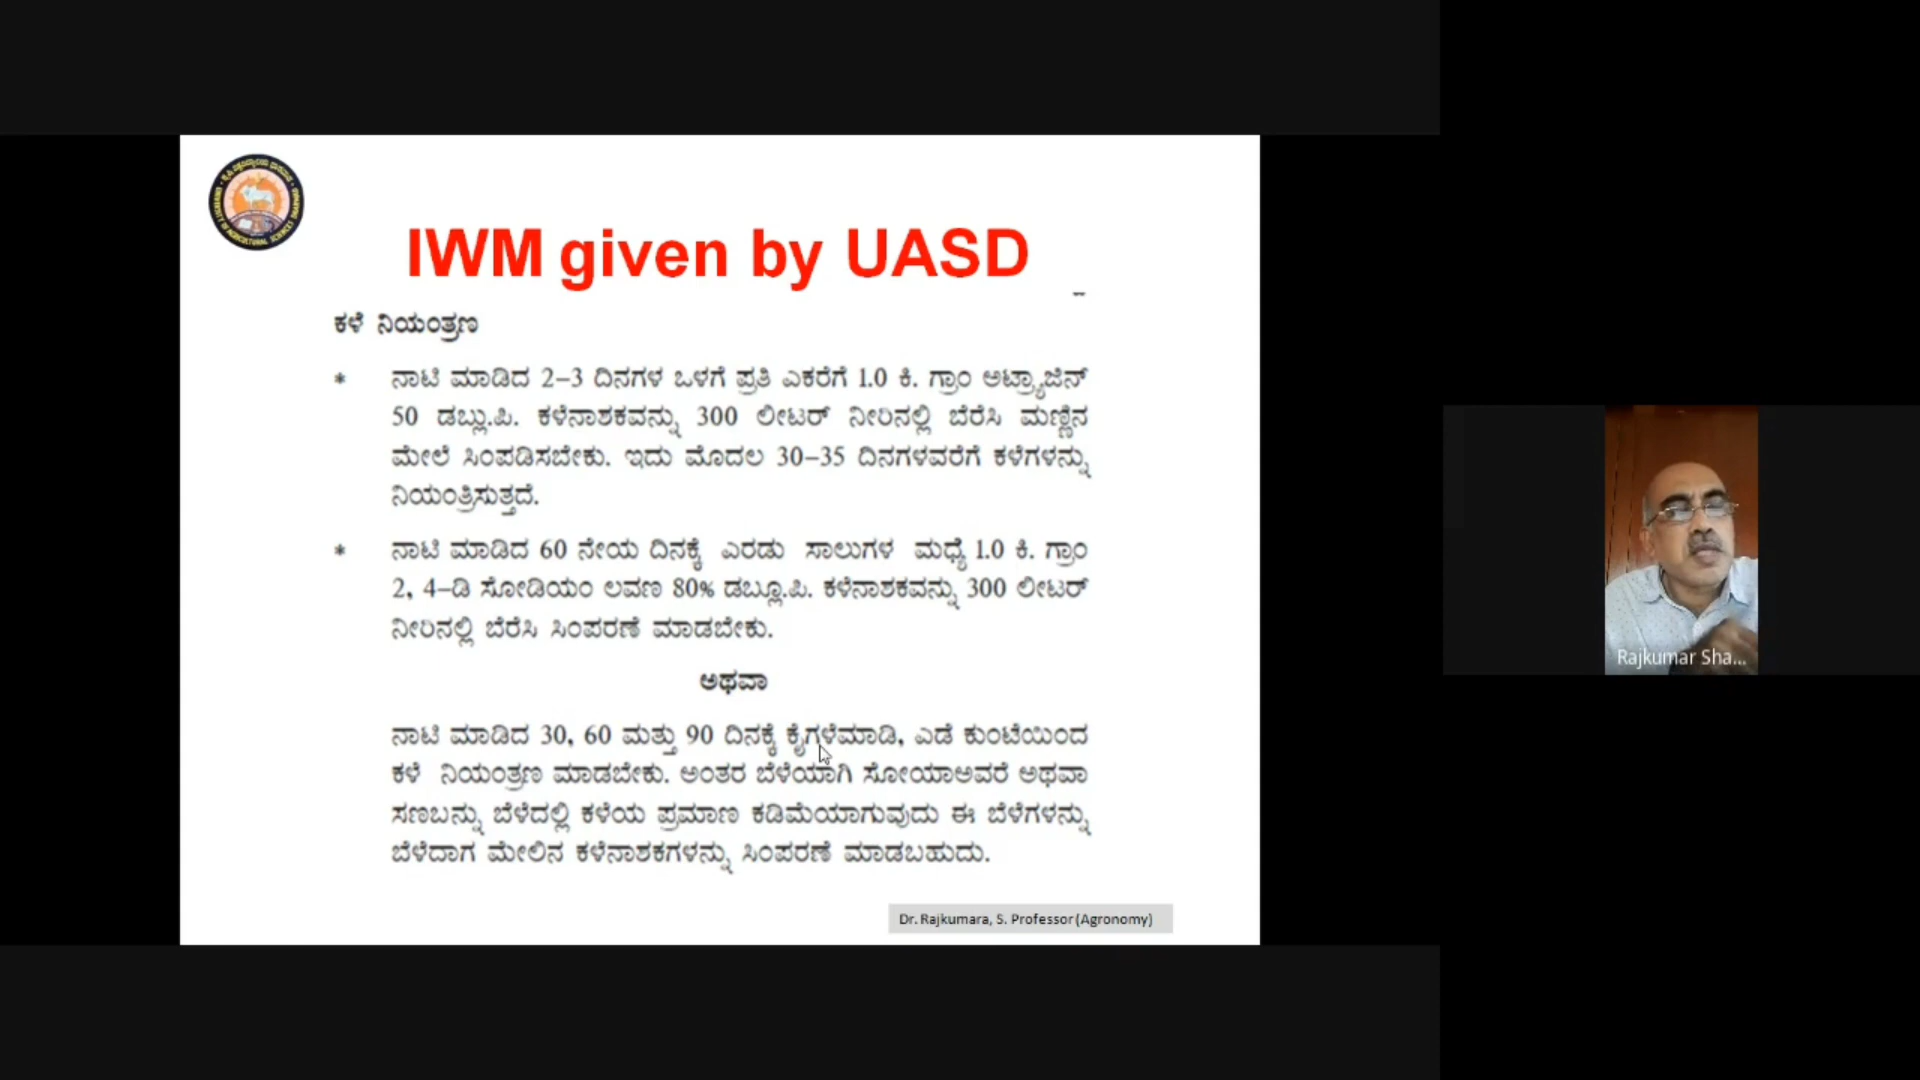 IWM given by UASD
ಕಳೆ ನಿಯಂತ್ರಣ
* ನಾಟಿ ಮಾಡಿದ 2–3 ದಿನಗಳ ಒಳಗೆ ಪ್ರತಿ ಎಕರೆಗೆ 1.0 ಕಿ. ಗ್ರಾಂ ಅಟ್ರ್ಯಾಜಿನ್
50 ಡಬ್ಲು.ಪಿ. ಕಳೆನಾಶಕವನ್ನು 300 ಲೀಟರ್ ನೀರಿನಲ್ಲಿ ಬೆರೆಸಿ ಮಣ್ಣಿನ
ಮೇಲೆ ಸಿಂಪಡಿಸಬೇಕು. ಇದು ಮೊದಲ 30–35 ದಿನಗಳವರೆಗೆ ಕಳೆಗಳನ್ನು
ನಿಯಂತ್ರಿಸುತ್ತದೆ.
* ನಾಟಿ ಮಾಡಿದ 60 ನೇಯ ದಿನಕ್ಕೆ ಎರಡು ಸಾಲುಗಳ ಮಧ್ಯೆ 1.0 ಕಿ. ಗ್ರಾಂ
2, 4–ಡಿ ಸೋಡಿಯಂ ಲವಣ 80% ಡಬ್ಲೂ.ಪಿ. ಕಳೆನಾಶಕವನ್ನು 300 ಲೀಟರ್
ನೀರಿನಲ್ಲಿ ಬೆರೆಸಿ ಸಿಂಪರಣೆ ಮಾಡಬೇಕು.
ಅಥವಾ
ನಾಟಿ ಮಾಡಿದ 30, 60 ಮತ್ತು 90 ದಿನಕ್ಕೆ ಕೈಗಳೆಮಾಡಿ, ಎಡೆ ಕುಂಟೆಯಿಂದ
ಕಳೆ ನಿಯಂತ್ರಣ ಮಾಡಬೇಕು. ಅಂತರ ಬೆಳೆಯಾಗಿ ಸೋಯಾಅವರೆ ಅಥವಾ
ಸಣಬನ್ನು ಬೆಳೆದಲ್ಲಿ ಕಳೆಯ ಪ್ರಮಾಣ ಕಡಿಮೆಯಾಗುವುದು ಈ ಬೆಳೆಗಳನ್ನು
ಬೆಳೆದಾಗ ಮೇಲಿನ ಕಳೆನಾಶಕಗಳನ್ನು ಸಿಂಪರಣೆ ಮಾಡಬಹುದು.
Dr. Rajkumara, S. Professor (Agronomy)
Rajkumar Sha...